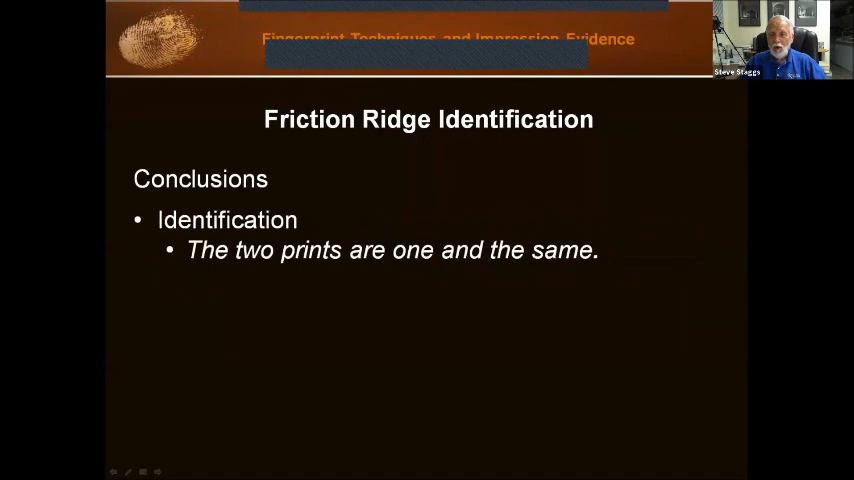 Fingerprint Techniques and Impression Evidence
Steve Staggs
Friction Ridge Identification
Conclusions
• Identification
• The two prints are one and the same.